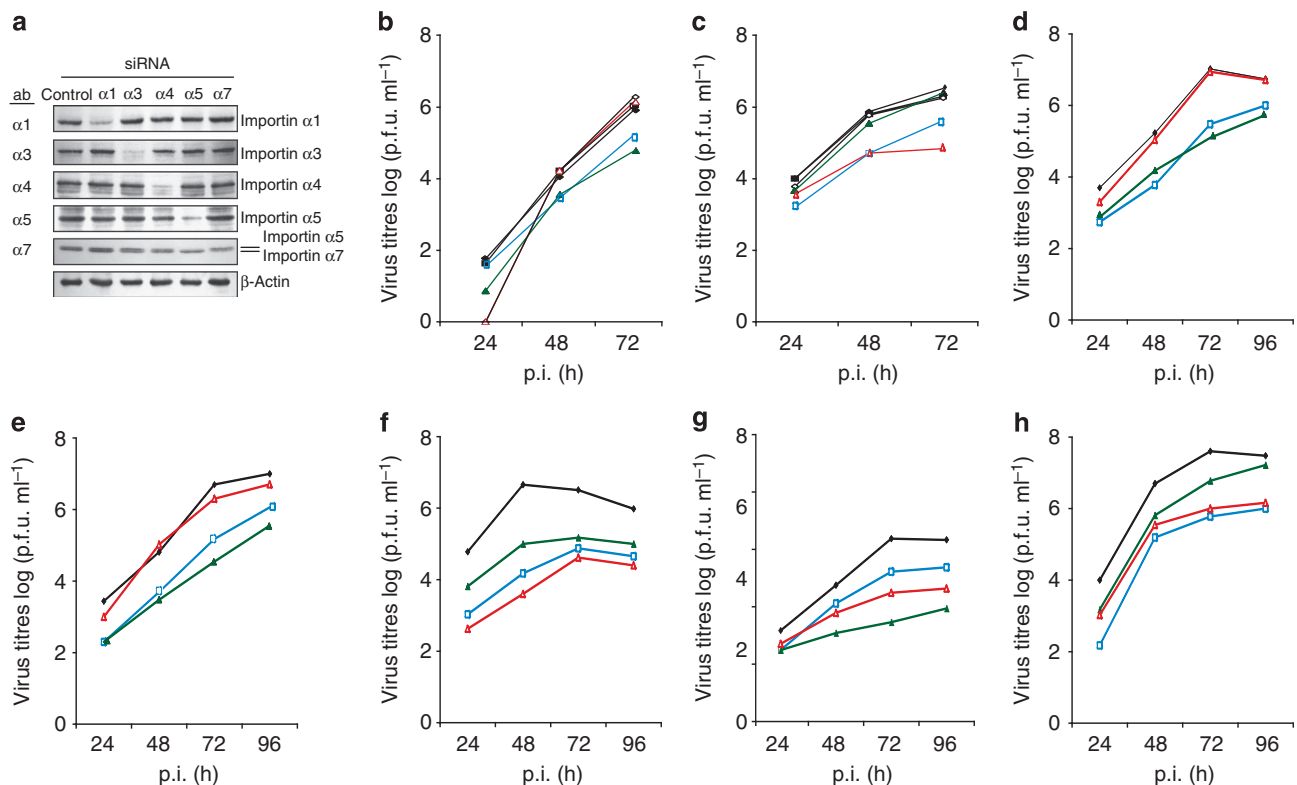 a
siRNA
ab Control α1 α3 α4 α5 α7
α1 Importin α1
α3 Importin α3
α4 Importin α4
α5 Importin α5
α7 Importin α5
Importin α7
β-Actin
b
Virus titres log (p.f.u. ml⁻¹)
8
6
4
2
0
24 48 72
p.i. (h)
c
Virus titres log (p.f.u. ml⁻¹)
8
6
4
2
0
24 48 72
p.i. (h)
d
Virus titres log (p.f.u. ml⁻¹)
8
6
4
2
0
24 48 72 96
p.i. (h)
e
Virus titres log (p.f.u. ml⁻¹)
8
6
4
2
0
24 48 72 96
p.i. (h)
f
Virus titres log (p.f.u. ml⁻¹)
8
6
4
2
0
24 48 72 96
p.i. (h)
g
Virus titres log (p.f.u. ml⁻¹)
8
6
4
2
0
24 48 72 96
p.i. (h)
h
Virus titres log (p.f.u. ml⁻¹)
8
6
4
2
0
24 48 72 96
p.i. (h)